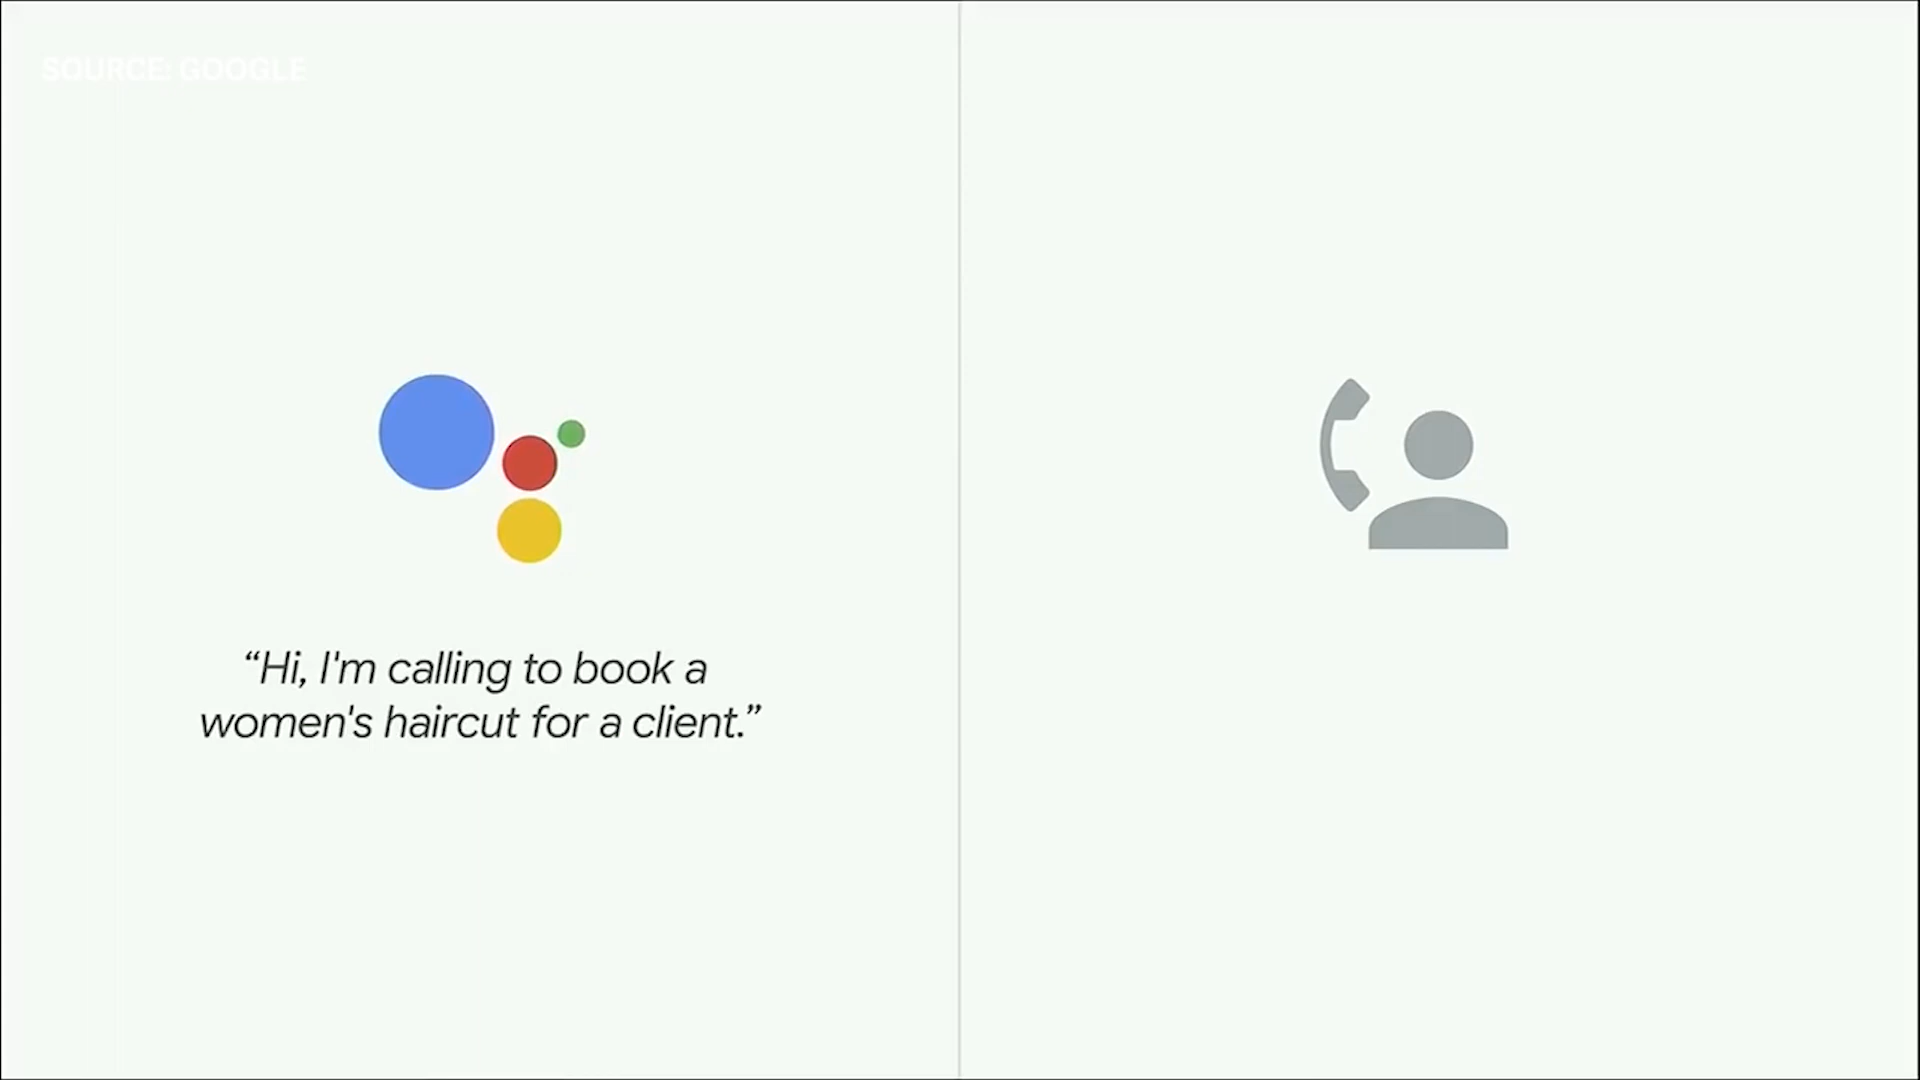 SOURCE: GOOGLE
“Hi, I'm calling to book a
women's haircut for a client.”